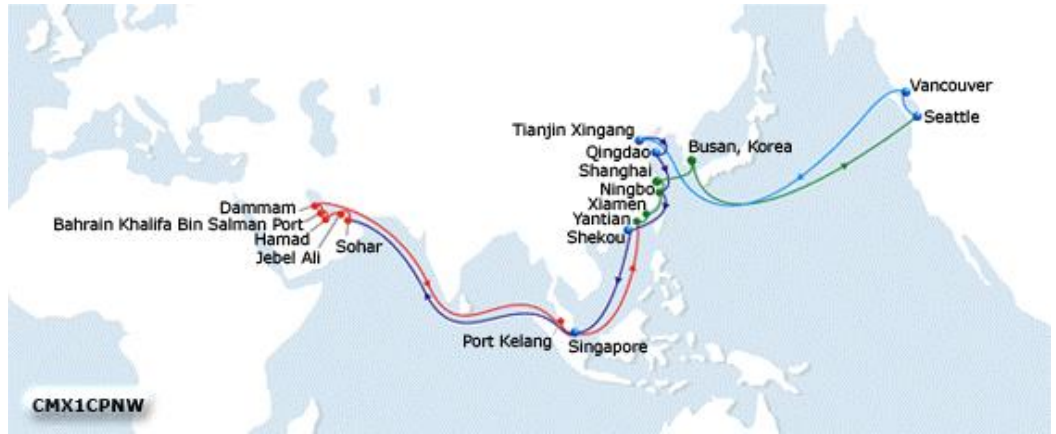 Vancouver
Seattle
Tianjin Xingang
Busan, Korea
Qingdao
Shanghai
Ningbo
Xiamen
Yantian
Shekou
Dammam
Bahrain Khalifa Bin Salman Port
Hamad
Jebel Ali
Sohar
Port Kelang
Singapore
CMX1CPNW